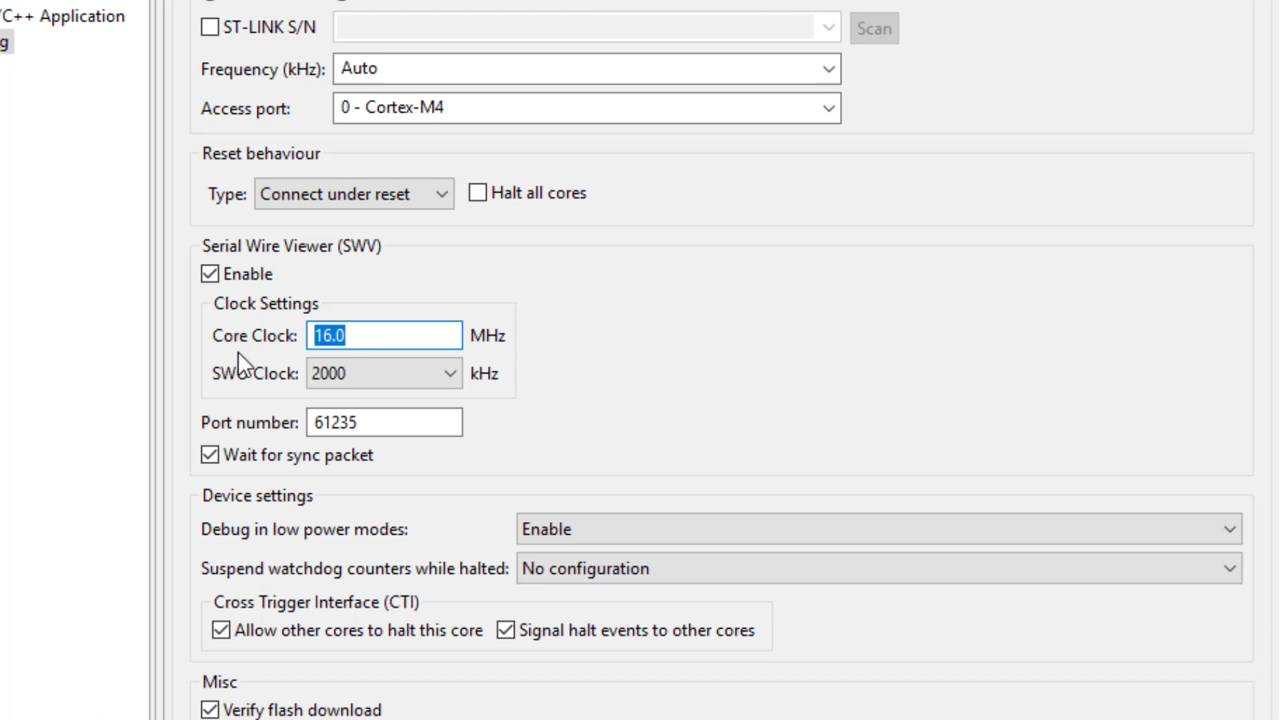 /C++ Application
g
ST-LINK S/N
Scan
Frequency (kHz): Auto
Access port: 0 - Cortex-M4
Reset behaviour
Type: Connect under reset Halt all cores
Serial Wire Viewer (SWV)
Enable
Clock Settings
Core Clock: 16.0 MHz
SWO Clock: 2000 kHz
Port number: 61235
Wait for sync packet
Device settings
Debug in low power modes: Enable
Suspend watchdog counters while halted: No configuration
Cross Trigger Interface (CTI)
Allow other cores to halt this core Signal halt events to other cores
Misc
Verify flash download